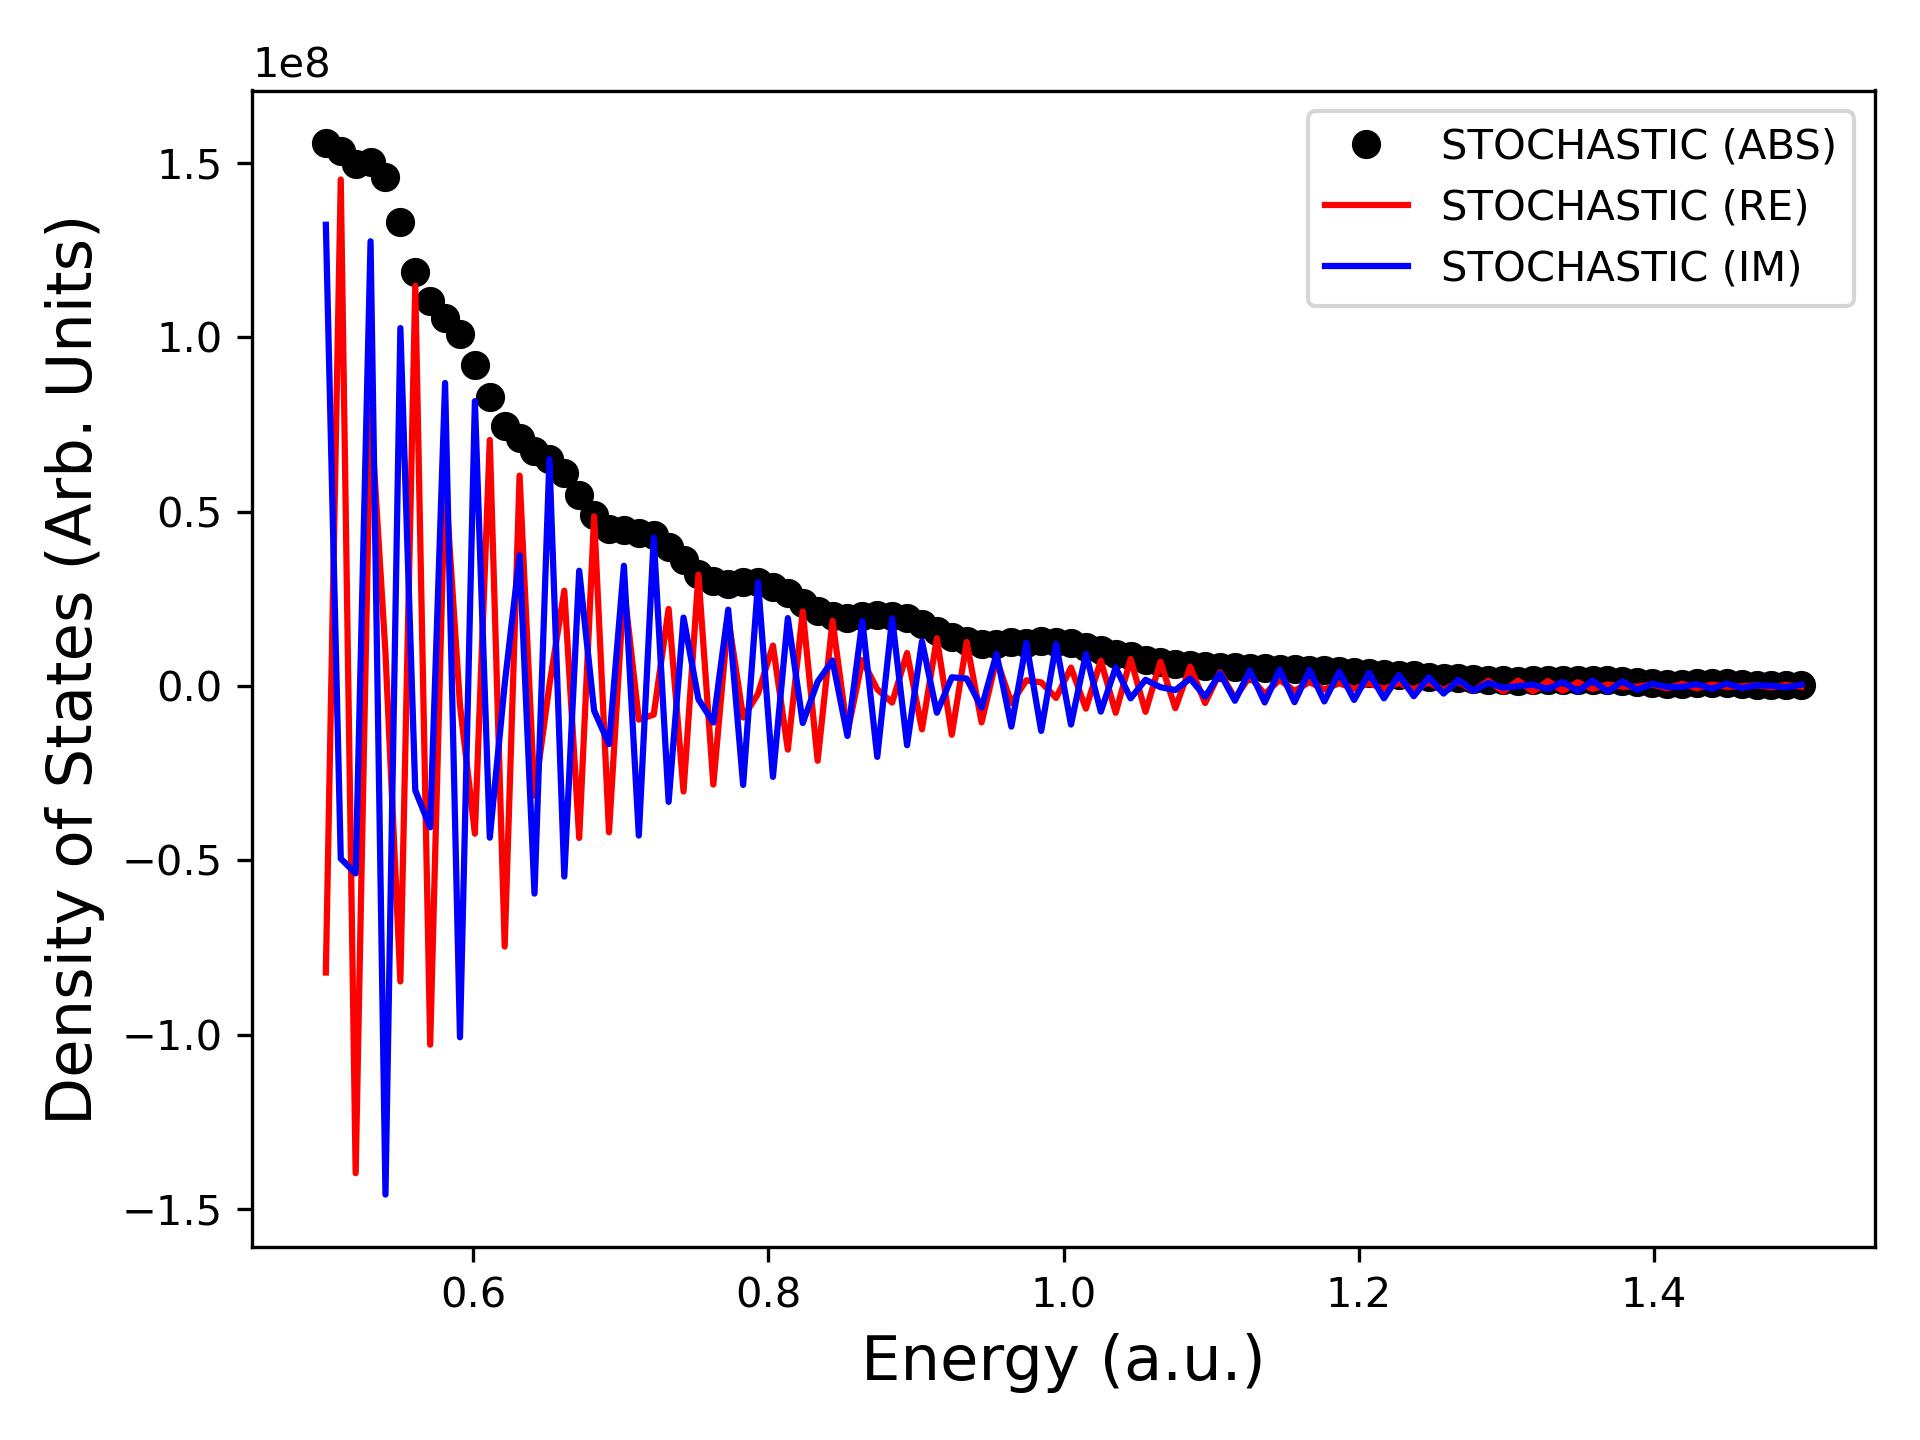 1e8
STOCHASTIC (ABS)
STOCHASTIC (RE)
STOCHASTIC (IM)
Density of States (Arb. Units)
1.5
1.0
0.5
0.0
−0.5
−1.0
−1.5
0.6 0.8 1.0 1.2 1.4
Energy (a.u.)